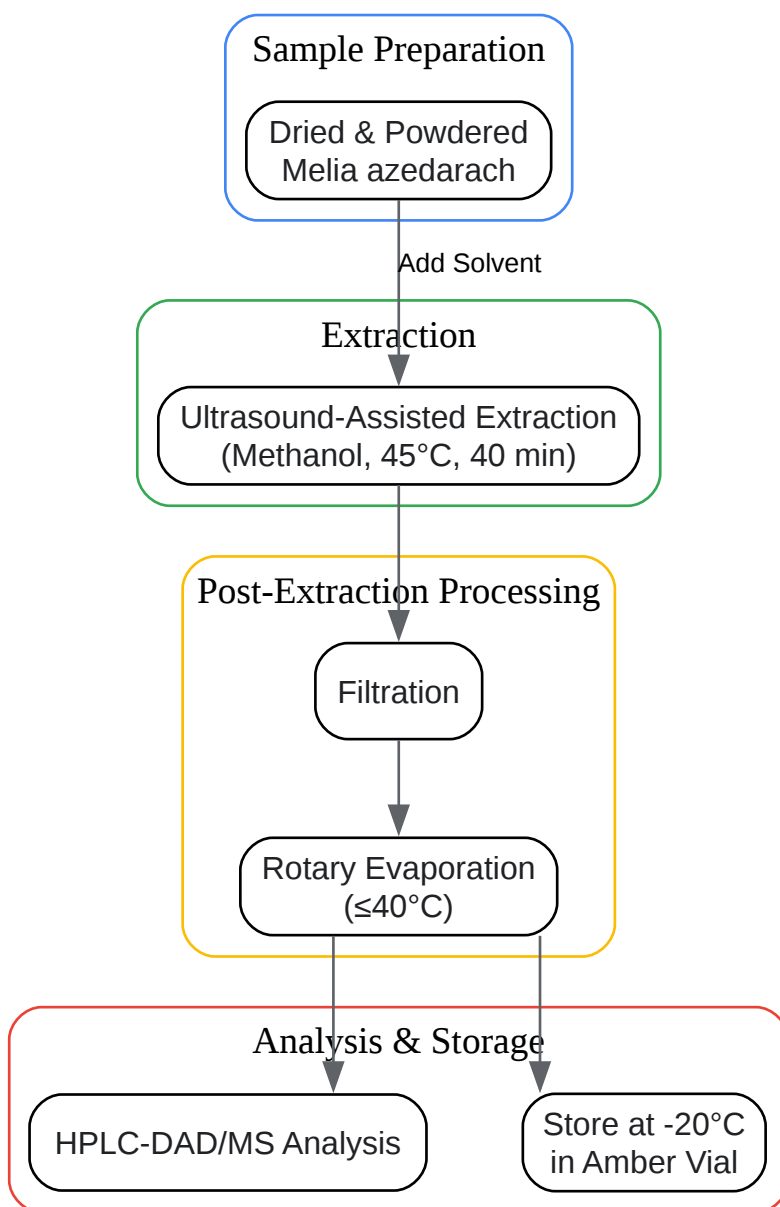 Sample Preparation
Dried & Powdered
Melia azedarach
Add Solvent
Extraction
Ultrasound-Assisted Extraction
(Methanol, 45°C, 40 min)
Post-Extraction Processing
Filtration
Rotary Evaporation
(≤40°C)
Analysis & Storage
HPLC-DAD/MS Analysis
Store at -20°C
in Amber Vial